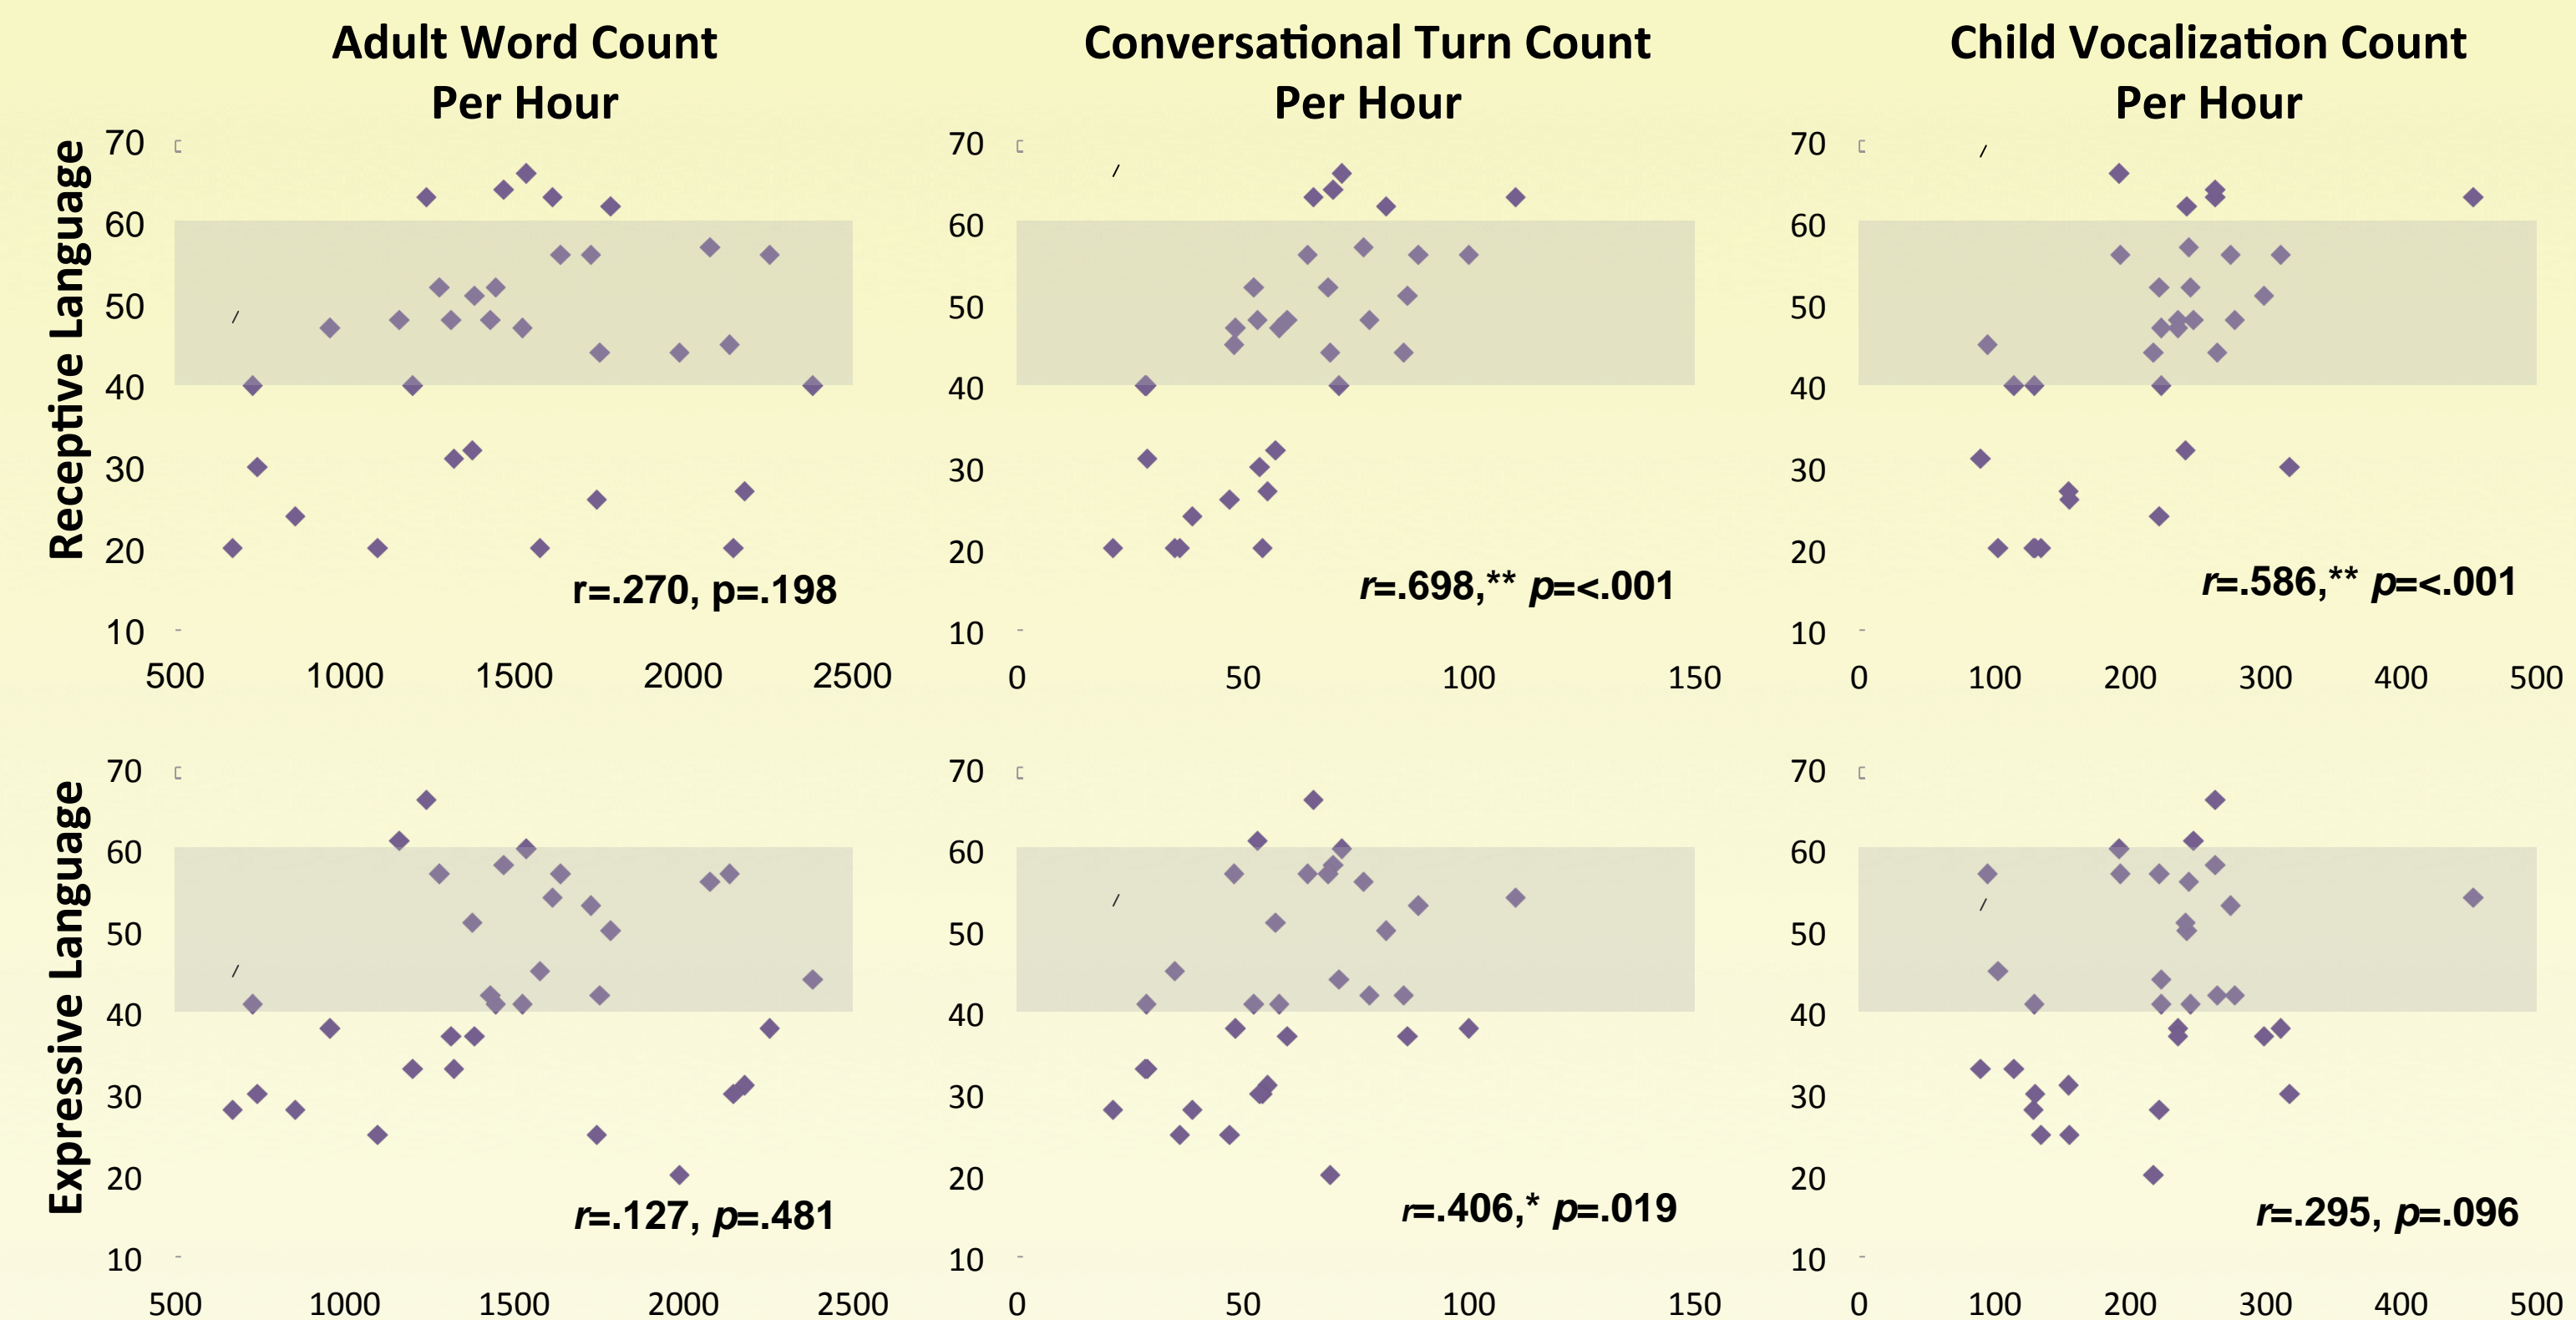 Adult Word Count
Per Hour
Conversational Turn Count
Per Hour
Child Vocalization Count
Per Hour
Receptive Language
70
60
50
40
30
20
10
r=.270, p=.198
500 1000 1500 2000 2500
70
60
50
40
30
20
10
r=.698,** p=<.001
0 50 100 150
70
60
50
40
30
20
10
r=.586,** p=<.001
0 100 200 300 400 500
Expressive Language
70
60
50
40
30
20
10
r=.127, p=.481
500 1000 1500 2000 2500
70
60
50
40
30
20
10
r=.406,* p=.019
0 50 100 150
70
60
50
40
30
20
10
r=.295, p=.096
0 100 200 300 400 500